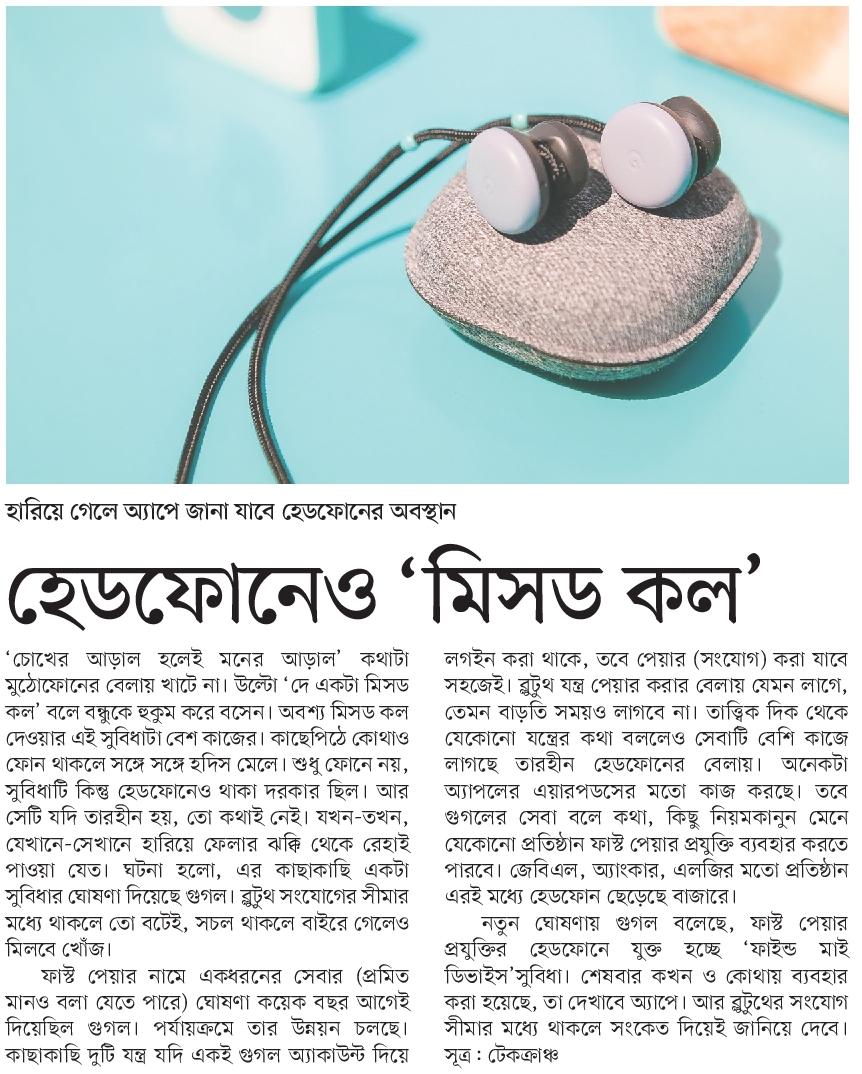 হারিয়ে গেলে অ্যাপে জানা যাবে হেডফোনের অবস্থান
হেডফোনেও ‘মিসড কল’
‘চোখের আড়াল হলেই মনের আড়াল’ কথাটা
মুঠোফোনের বেলায় খাটে না। উল্টো ‘দে একটা মিসড
কল’ বলে বন্ধুকে হুকুম করে বসেন। অবশ্য মিসড কল
দেওয়ার এই সুবিধাটা বেশ কাজের। কাছেপিঠে কোথাও
ফোন থাকলে সঙ্গে সঙ্গে হদিস মেলে। শুধু ফোনে নয়,
সুবিধাটি কিন্তু হেডফোনেও থাকা দরকার ছিল। আর
সেটি যদি তারহীন হয়, তো কথাই নেই। যখন-তখন,
যেখানে-সেখানে হারিয়ে ফেলার ঝক্কি থেকে রেহাই
পাওয়া যেত। ঘটনা হলো, এর কাছাকাছি একটা
সুবিধার ঘোষণা দিয়েছে গুগল। ব্লুটুথ সংযোগের সীমার
মধ্যে থাকলে তো বটেই, সচল থাকলে বাইরে গেলেও
মিলবে খোঁজ।
ফাস্ট পেয়ার নামে একধরনের সেবার (প্রমিত
মানও বলা যেতে পারে) ঘোষণা কয়েক বছর আগেই
দিয়েছিল গুগল। পর্যায়ক্রমে তার উন্নয়ন চলছে।
কাছাকাছি দুটি যন্ত্র যদি একই গুগল অ্যাকাউন্ট দিয়ে
লগইন করা থাকে, তবে পেয়ার (সংযোগ) করা যাবে
সহজেই। ব্লুটুথ যন্ত্র পেয়ার করার বেলায় যেমন লাগে,
তেমন বাড়তি সময়ও লাগবে না। তাত্ত্বিক দিক থেকে
যেকোনো যন্ত্রের কথা বললেও সেবাটি বেশি কাজে
লাগছে তারহীন হেডফোনের বেলায়। অনেকটা
অ্যাপলের এয়ারপডসের মতো কাজ করছে। তবে
গুগলের সেবা বলে কথা, কিছু নিয়মকানুন মেনে
যেকোনো প্রতিষ্ঠান ফাস্ট পেয়ার প্রযুক্তি ব্যবহার করতে
পারবে। জেবিএল, অ্যাংকার, এলজির মতো প্রতিষ্ঠান
এরই মধ্যে হেডফোন ছেড়েছে বাজারে।
নতুন ঘোষণায় গুগল বলেছে, ফাস্ট পেয়ার
প্রযুক্তির হেডফোনে যুক্ত হচ্ছে ‘ফাইন্ড মাই
ডিভাইস’সুবিধা। শেষবার কখন ও কোথায় ব্যবহার
করা হয়েছে, তা দেখাবে অ্যাপে। আর ব্লুটুথের সংযোগ
সীমার মধ্যে থাকলে সংকেত দিয়েই জানিয়ে দেবে।
সূত্র : টেকক্রাঞ্চ